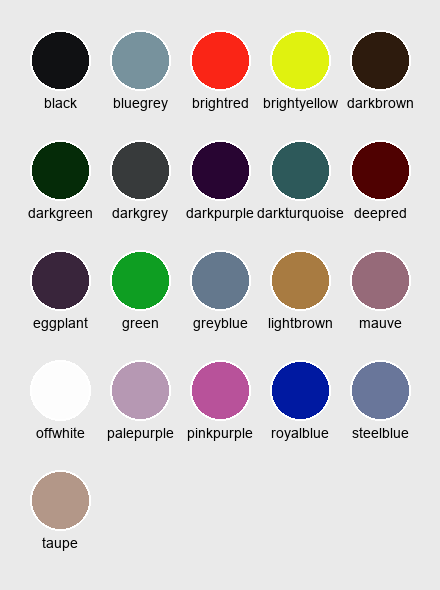 black bluegrey brightred brightyellow darkbrown
darkgreen darkgrey darkpurple darkturquoise deepred
eggplant green greyblue lightbrown mauve
offwhite palepurple pinkpurple royalblue steelblue
taupe